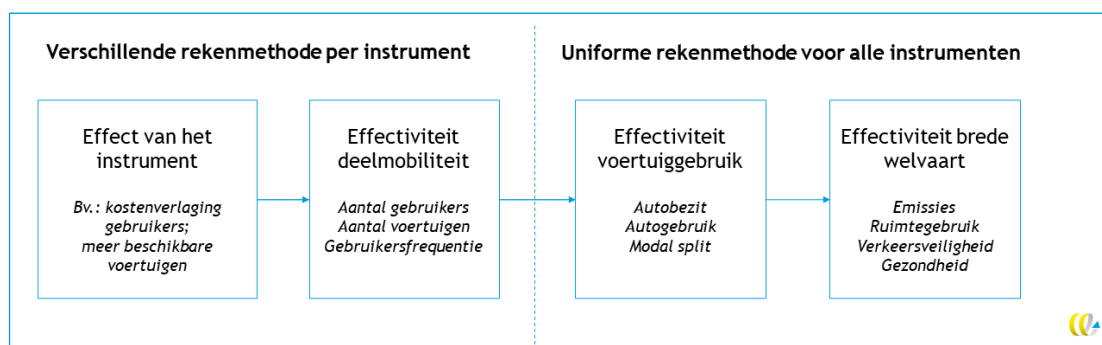 Verschillende rekenmethode per instrument
Uniforme rekenmethode voor alle instrumenten
Effect van het
instrument
Bv.: kostenverlaging
gebruikers;
meer beschikbare
voertuigen
Effectiviteit
deelmobiliteit
Aantal gebruikers
Aantal voertuigen
Gebruikersfrequentie
Effectiviteit
voertuiggebruik
Autobezit
Autogebruik
Modal split
Effectiviteit brede
welvaart
Emissies
Ruimtegebruik
Verkeersveiligheid
Gezondheid